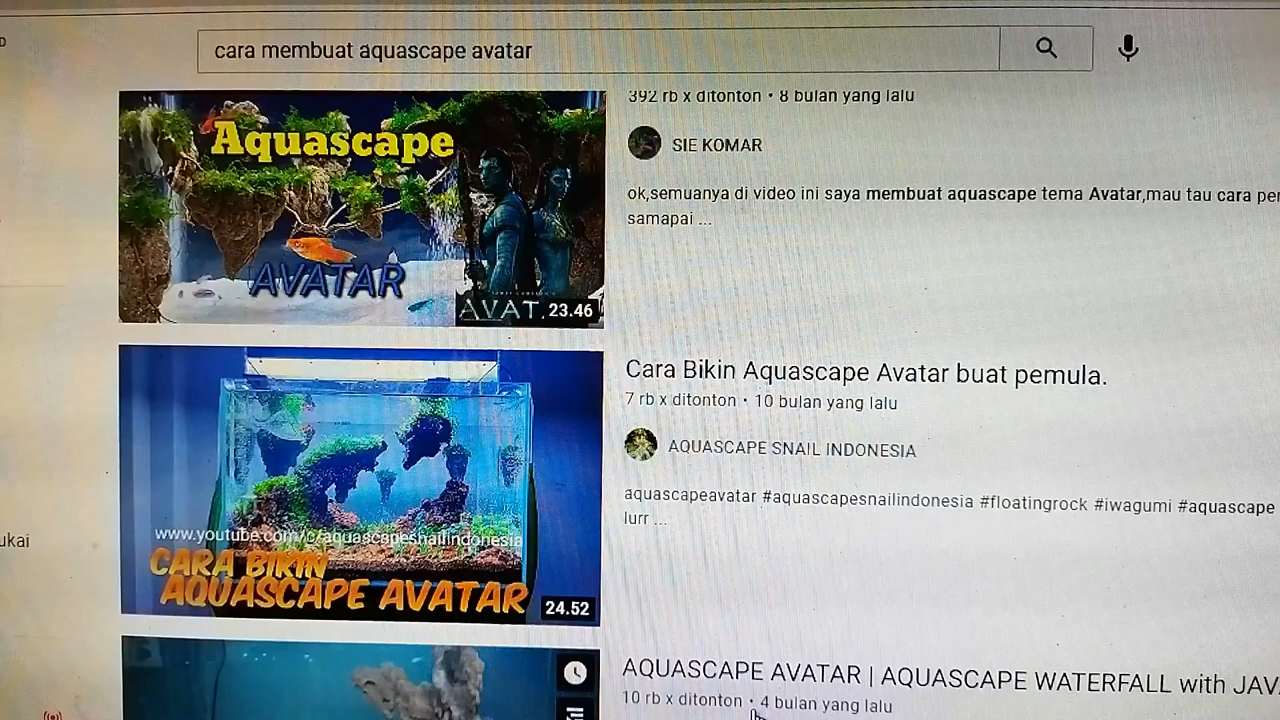 cara membuat aquascape avatar
Aquascape
AVATAR
23.46
392 rb x ditonton • 8 bulan yang lalu
SIE KOMAR
ok,semuanya di video ini saya membuat aquascape tema Avatar,mau tau cara
samapai ...
www.youtube.com/c/aquascapesnailindonesia
CARA BIKIN
AQUASCAPE AVATAR
24.52
Cara Bikin Aquascape Avatar buat pemula.
7 rb x ditonton • 10 bulan yang lalu
AQUASCAPE SNAIL INDONESIA
aquascapeavatar #aquascapesnailindonesia #floatingrock #iwagumi #aquascape
lurr ...
AQUASCAPE AVATAR | AQUASCAPE WATERFALL with JAV
10 rb x ditonton • 4 bulan yang lalu
ukai